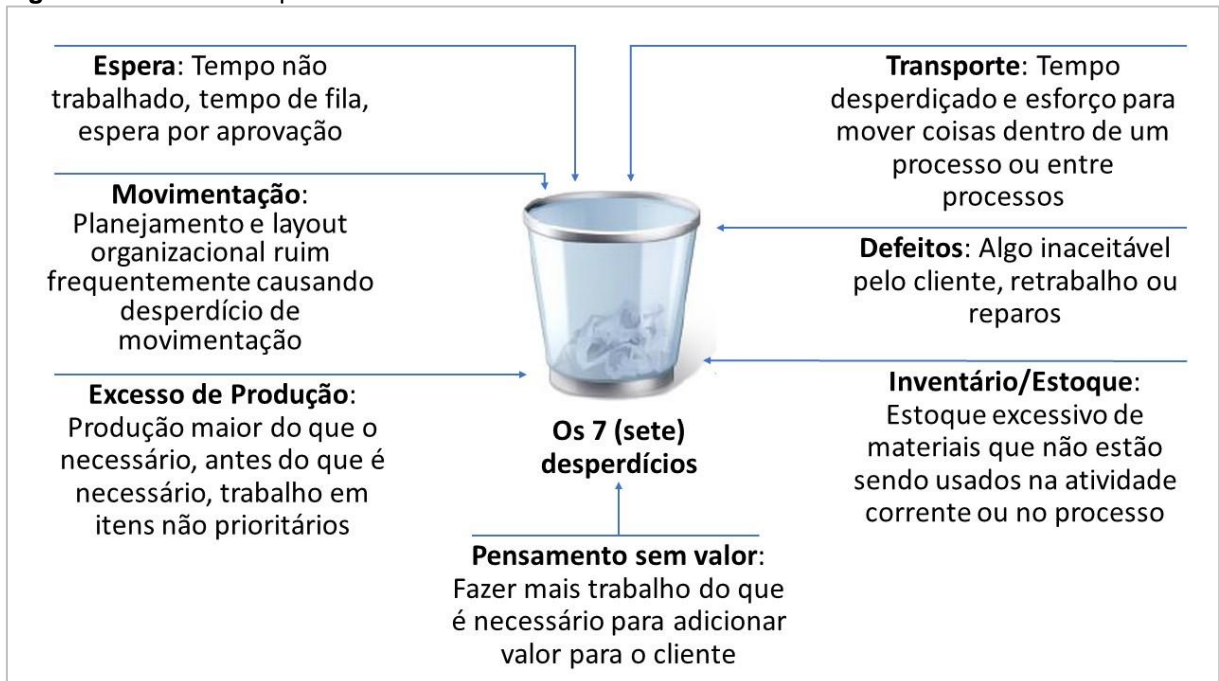 Espera: Tempo não
trabalhado, tempo de fila,
espera por aprovação
Movimentação:
Planejamento e layout
organizacional ruim
frequentemente causando
desperdício de
movimentação
Excesso de Produção:
Produção maior do que o
necessário, antes do que é
necessário, trabalho em
itens não prioritários
Transporte: Tempo
desperdiçado e esforço para
mover coisas dentro de um
processo ou entre
processos
Defeitos: Algo inaceitável
pelo cliente, retrabalho ou
reparos
Inventário/Estoque:
Estoque excessivo de
materiais que não estão
sendo usados na atividade
corrente ou no processo
Os 7 (sete)
desperdícios
Pensamento sem valor:
Fazer mais trabalho do que
é necessário para adicionar
valor para o cliente